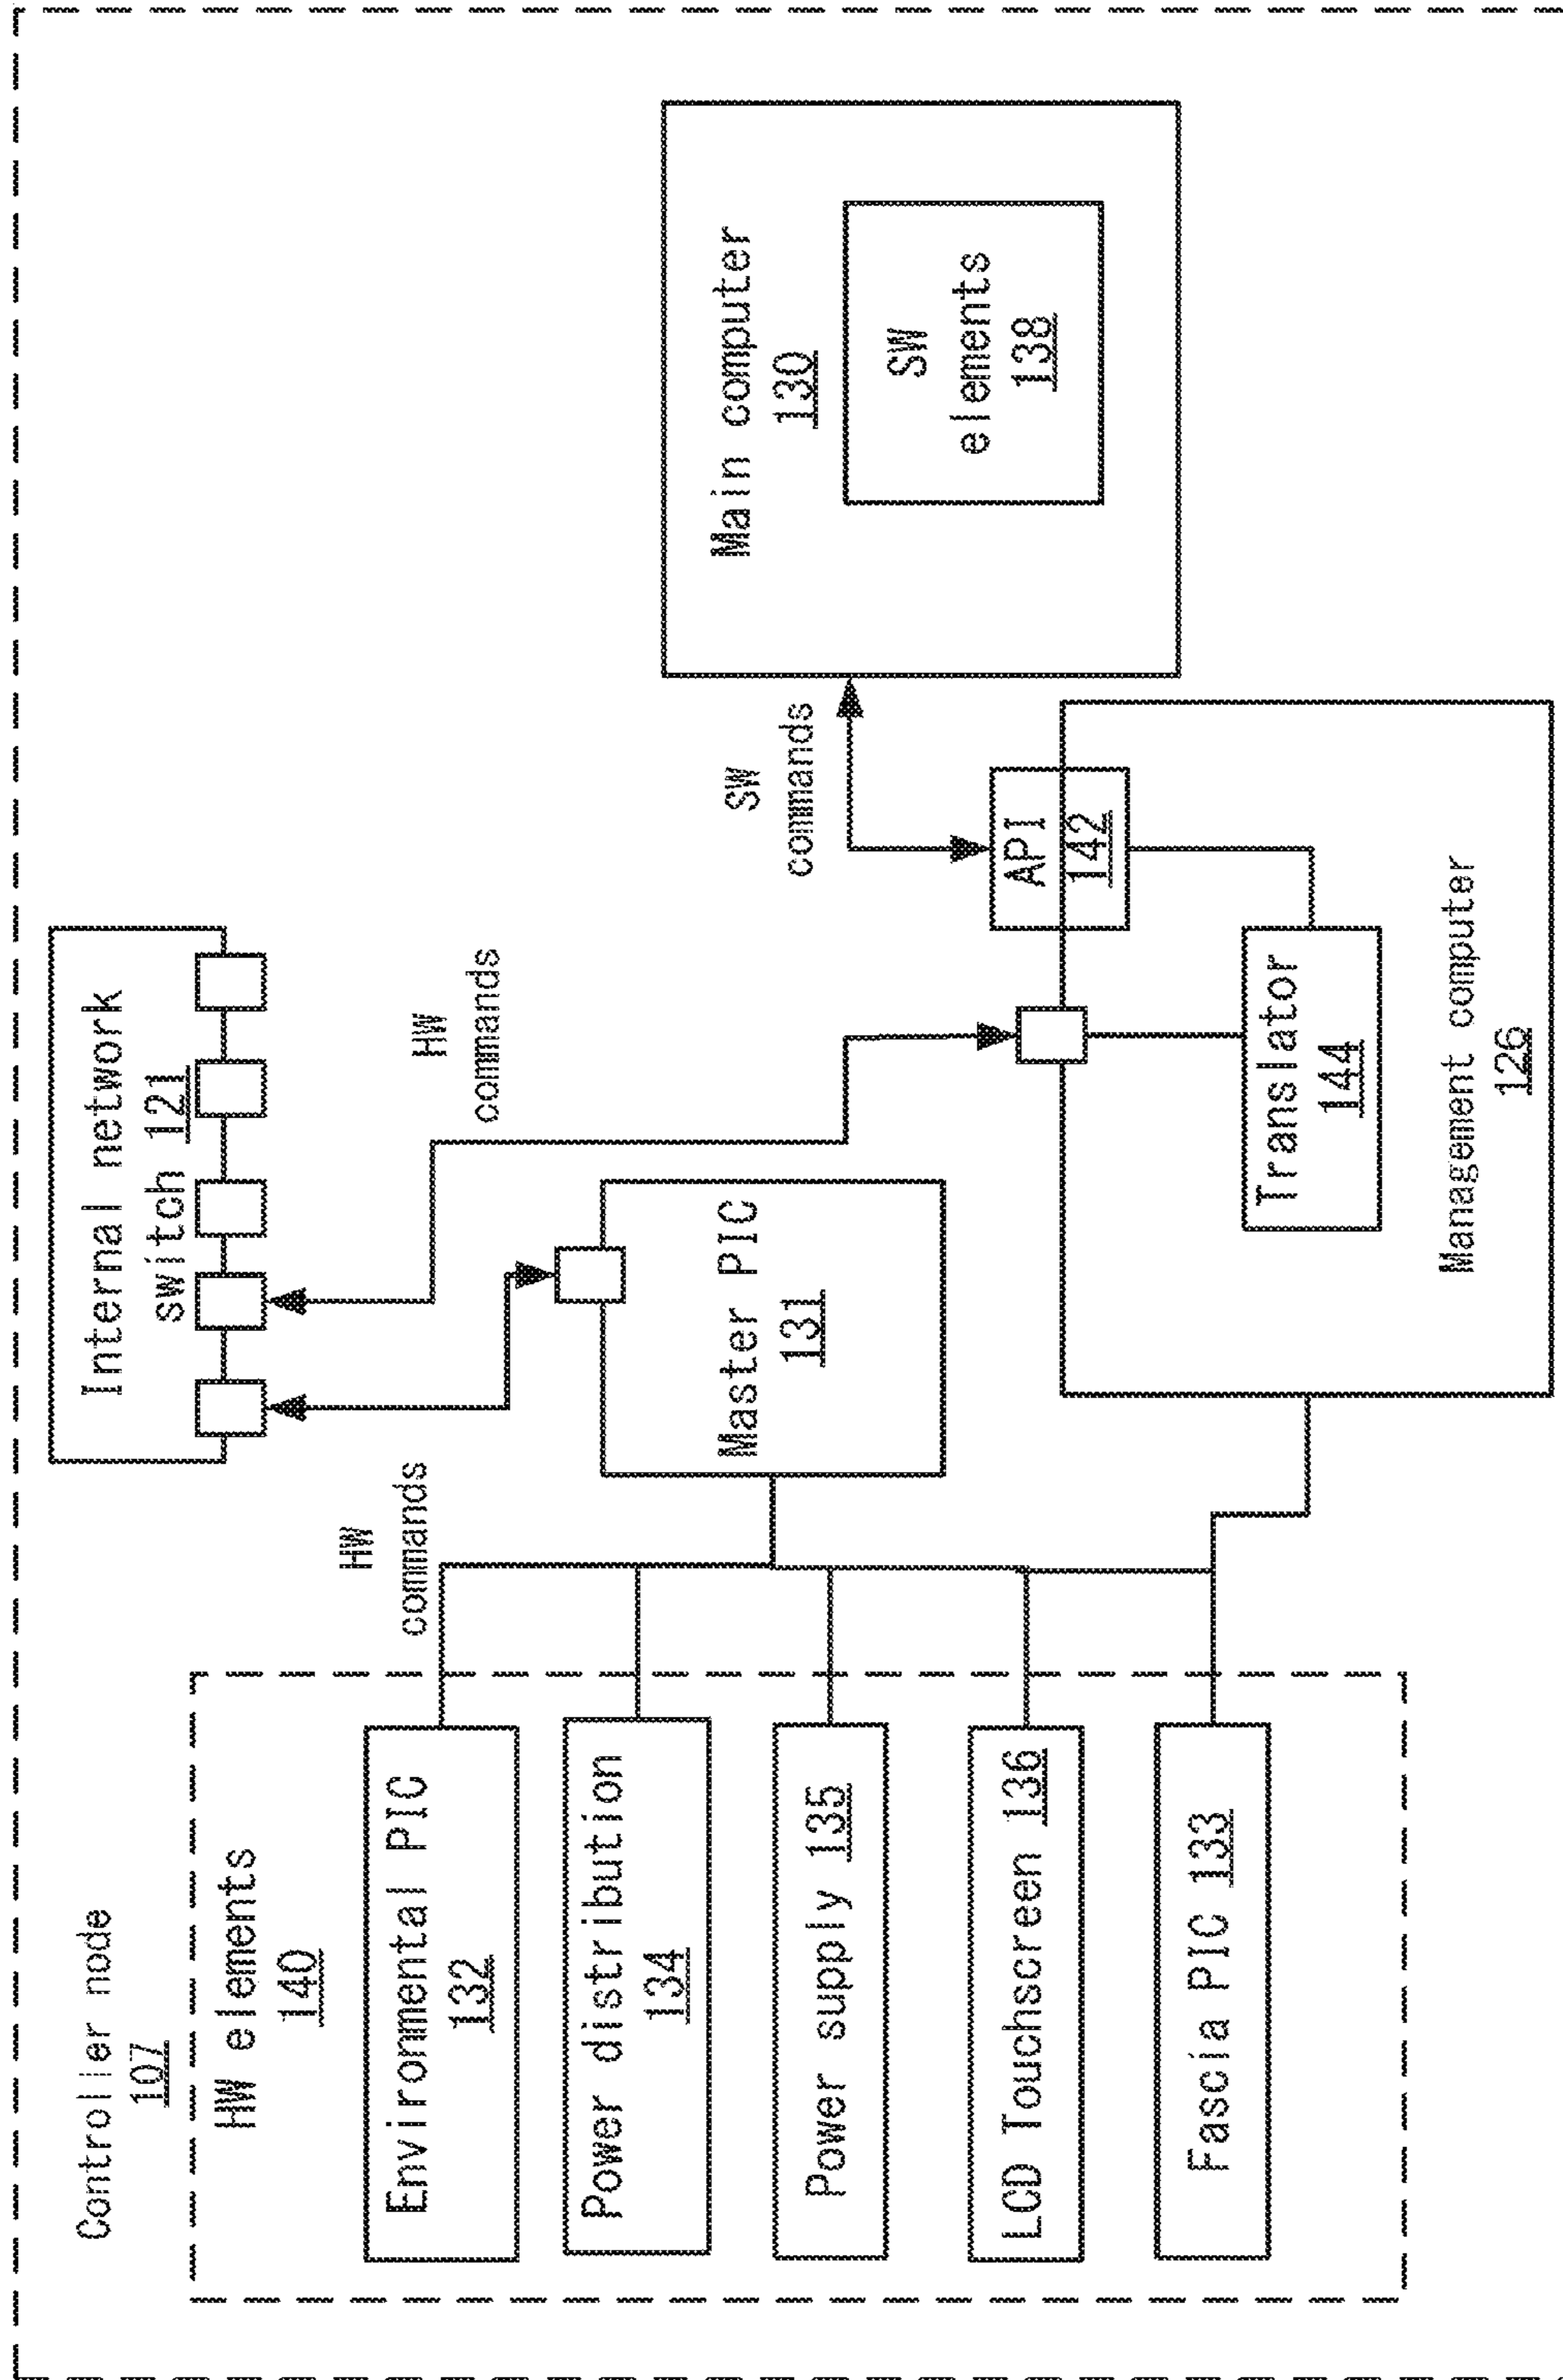 Controller node
107
HW elements
140
Environmental PIC
132
Power distribution
134
Power supply 135
LCD Touchscreen 136
Fascia PIC 133
HW
commands
Internal network
switch 121
HW
commands
Master PIC
131
SW
commands
API
142
Translator
144
Management computer
126
Main computer
130
SW
elements
138